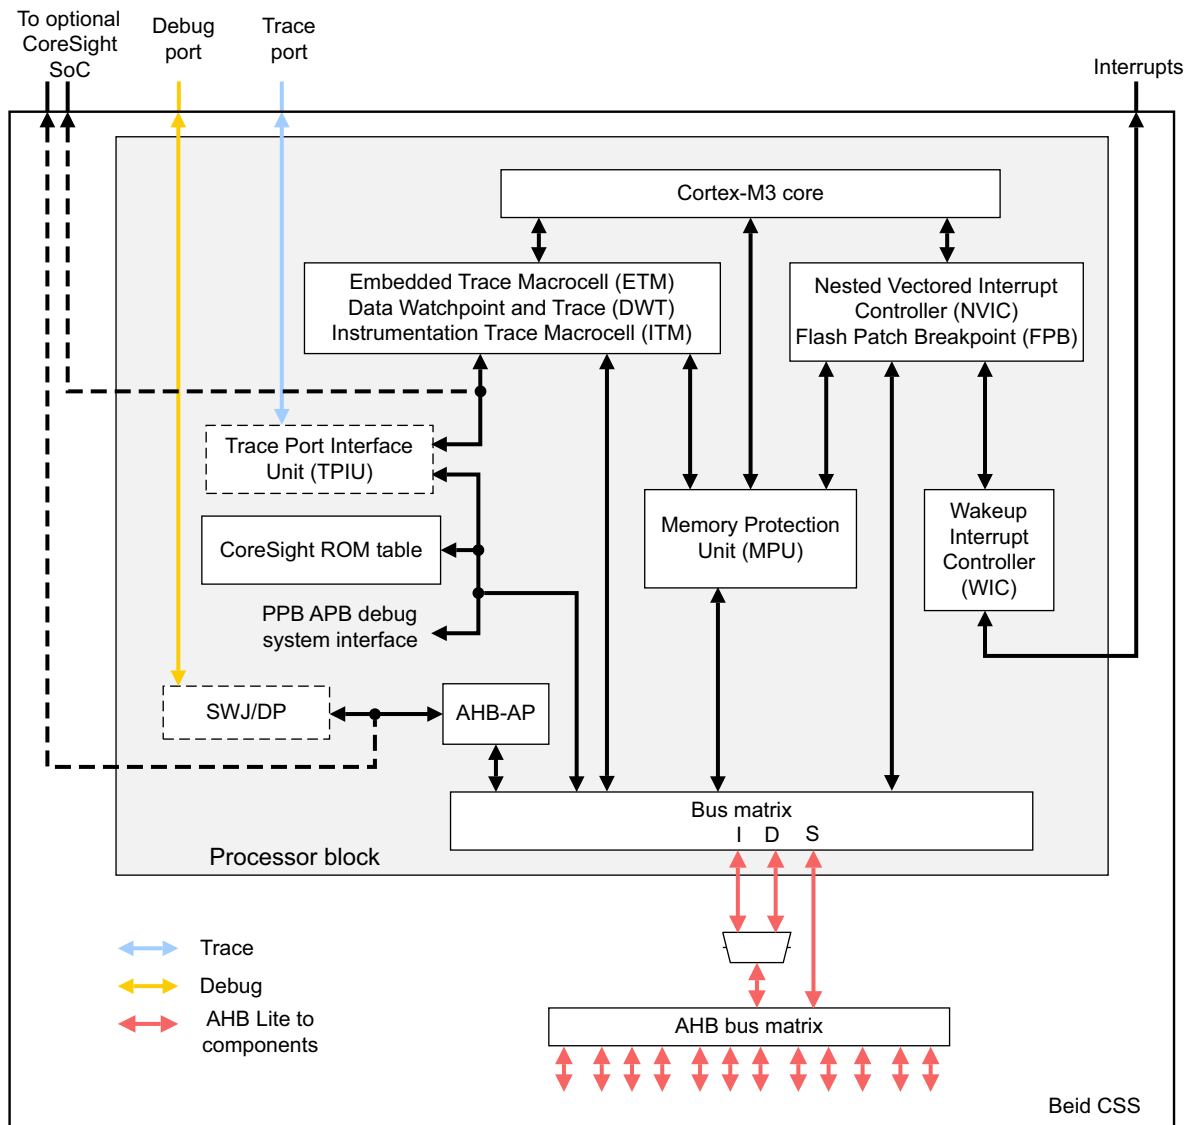 To optional
CoreSight
SoC
Debug
port
Trace
port
Interrupts
Cortex-M3 core
Embedded Trace Macrocell (ETM)
Data Watchpoint and Trace (DWT)
Instrumentation Trace Macrocell (ITM)
Nested Vectored Interrupt
Controller (NVIC)
Flash Patch Breakpoint (FPB)
Trace Port Interface
Unit (TPIU)
CoreSight ROM table
PPB APB debug
system interface
Memory Protection
Unit (MPU)
Wakeup
Interrupt
Controller
(WIC)
SWJ/DP
AHB-AP
Bus matrix
I D S
Processor block
Trace
Debug
AHB Lite to
components
AHB bus matrix
Beid CSS